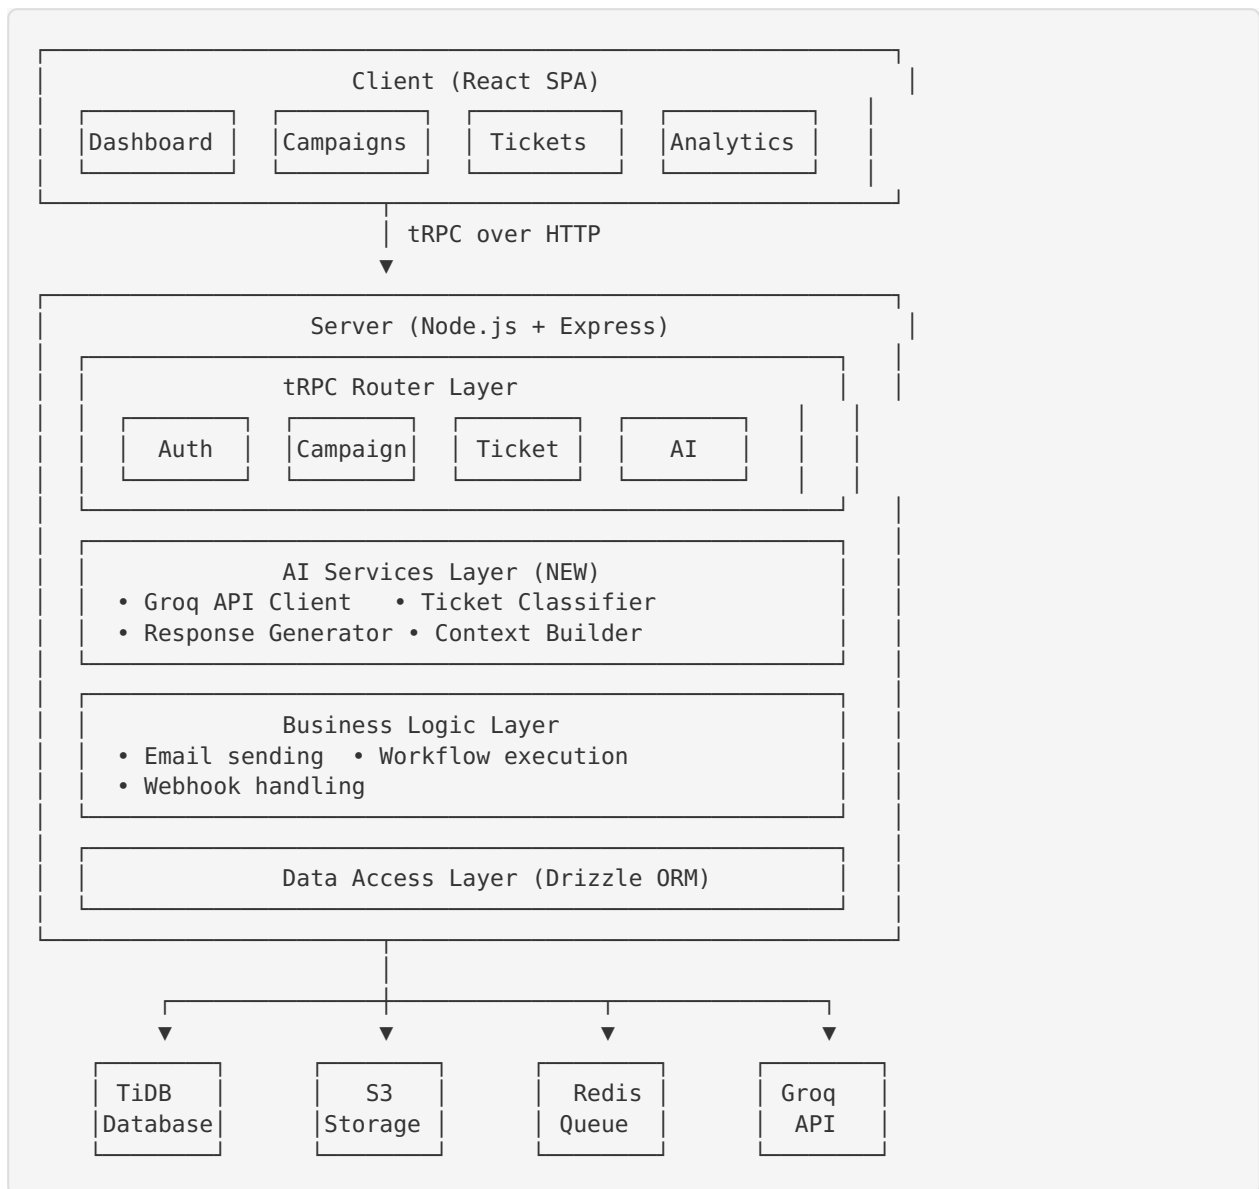 Client (React SPA)
Dashboard Campaigns Tickets Analytics
tRPC over HTTP
Server (Node.js + Express)
tRPC Router Layer
Auth Campaign Ticket AI
AI Services Layer (NEW)
• Groq API Client • Ticket Classifier
• Response Generator • Context Builder
Business Logic Layer
• Email sending • Workflow execution
• Webhook handling
Data Access Layer (Drizzle ORM)
TiDB S3 Redis Groq
Database Storage Queue API